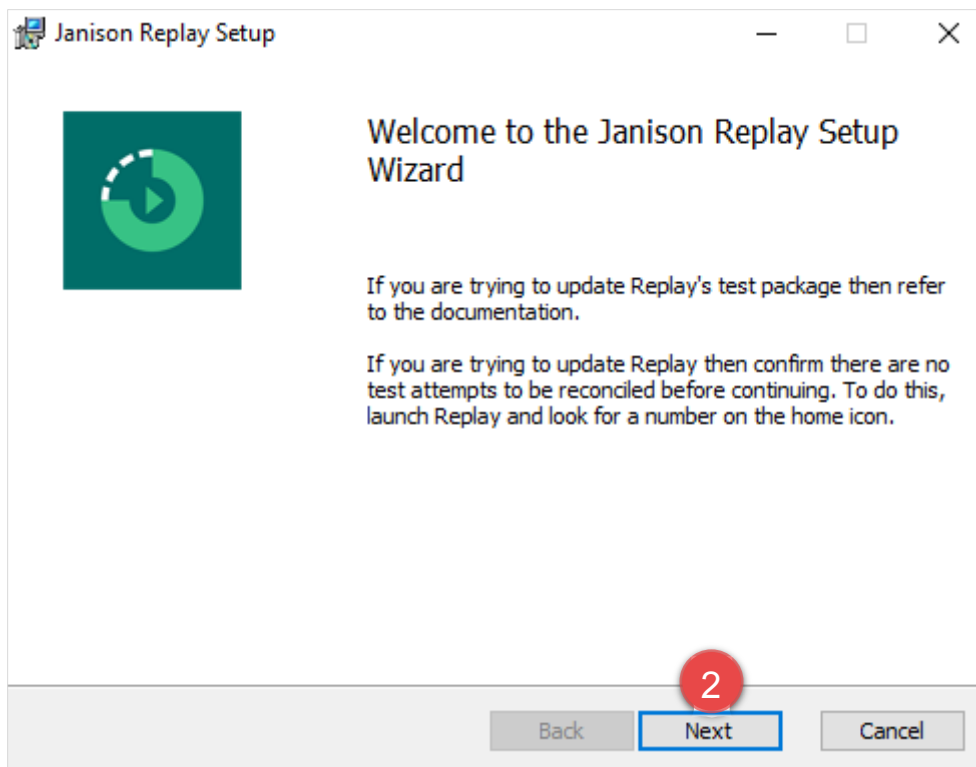 Janison Replay Setup
Welcome to the Janison Replay Setup
Wizard
If you are trying to update Replay's test package then refer
to the documentation.
If you are trying to update Replay then confirm there are no
test attempts to be reconciled before continuing. To do this,
launch Replay and look for a number on the home icon.
2
Back Next Cancel